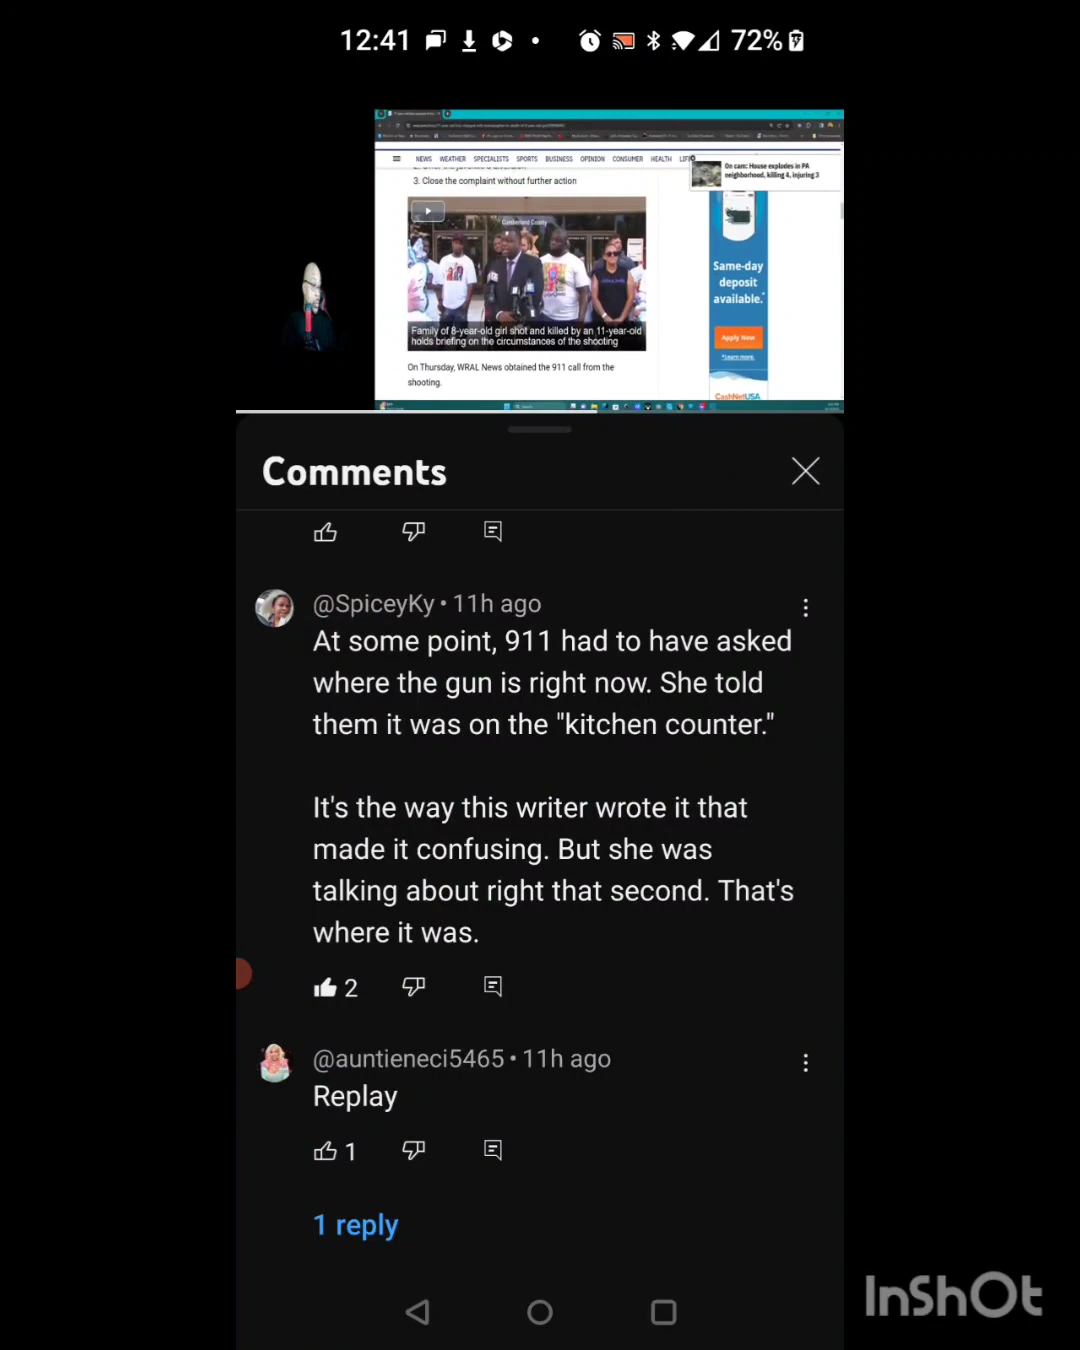 12:41
72%
NEWS WEATHER SPECIALISTS SPORTS BUSINESS OPINION CONSUMER HEALTH
On cam: House explodes in PA
neighborhood, killing 4, injuring 3
3. Close the complaint without further action
Cumberland County
Family of 8-year-old girl shot and killed by an 11-year-old
holds briefing on the circumstances of the shooting
On Thursday, WRAL News obtained the 911 call from the
shooting.
Same-day
deposit
available.*
Apply Now
*Learn more.
CashNetUSA
Comments
@SpiceyKy • 11h ago
At some point, 911 had to have asked
where the gun is right now. She told
them it was on the "kitchen counter."
It's the way this writer wrote it that
made it confusing. But she was
talking about right that second. That's
where it was.
2
@auntieneci5465 • 11h ago
Replay
1
1 reply
InShOt